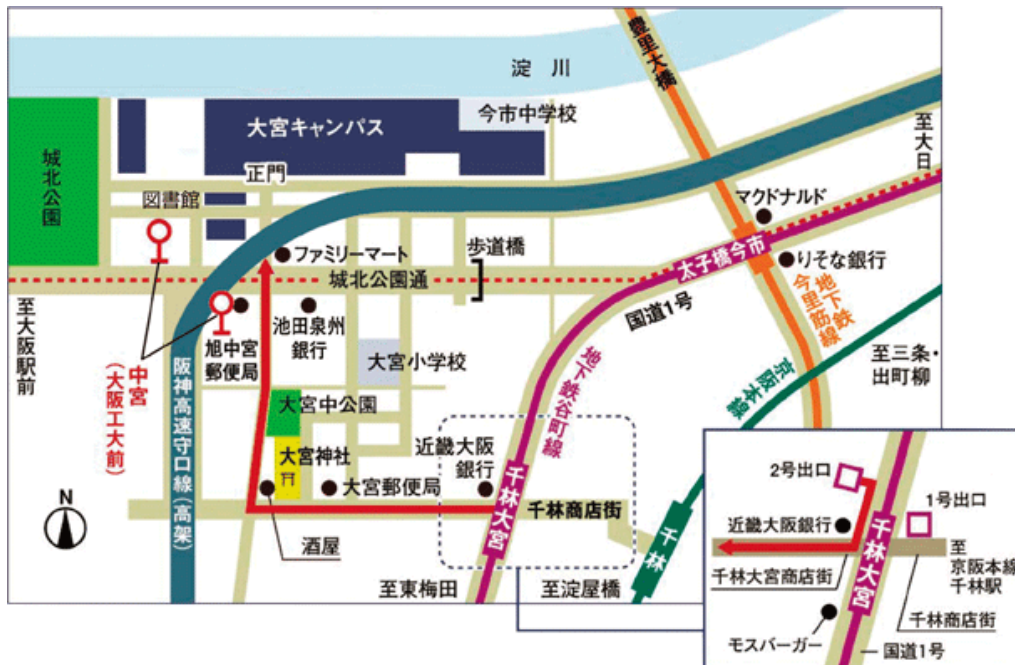 淀 川
豊里大橋
今市中学校
大宮キャンパス
至大日
城北公園
正門
図書館
マクドナルド
ファミリーマート
歩道橋
太子橋今市
りそな銀行
城北公園通
国道1号
地下鉄
今里筋線
至大阪駅前
池田泉州
銀行
旭中宮
郵便局
大宮小学校
地下鉄谷町線
京阪本線
至三条・
出町柳
中宮
(大阪工大前)
阪神高速守口線(高架)
大宮中公園
大宮神社
近畿大阪
銀行
大宮郵便局
千林大宮
千林商店街
N
酒屋
千林
至東梅田
至淀屋橋
2号出口
1号出口
近畿大阪銀行
千林大宮
至
京阪本線
千林駅
千林大宮商店街
千林商店街
モスバーガー
国道1号